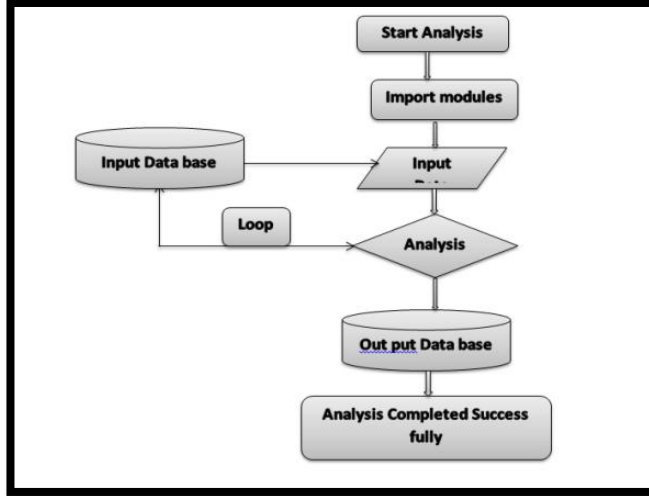 Start Analysis
Import modules
Input Data base
Input
Loop
Analysis
Out put Data base
Analysis Completed Success
fully